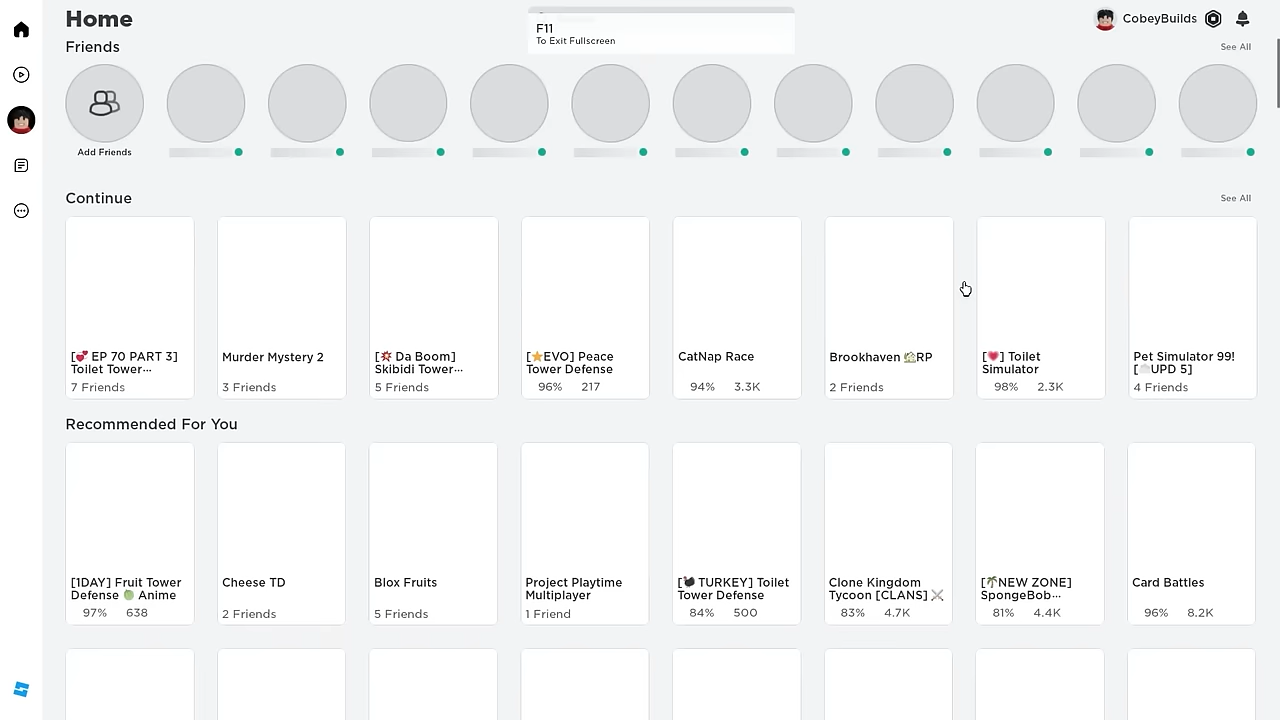 Home
F11
To Exit Fullscreen
CobeyBuilds
Friends
See All
Add Friends
Continue
See All
[💕 EP 70 PART 3]
Toilet Tower...
7 Friends
Murder Mystery 2
3 Friends
[💥 Da Boom]
Skibidi Tower...
5 Friends
[⭐EVO] Peace
Tower Defense
96% 217
CatNap Race
94% 3.3K
Brookhaven 🏡RP
2 Friends
[💗] Toilet
Simulator
98% 2.3K
Pet Simulator 99!
[🥚UPD 5]
4 Friends
Recommended For You
[1DAY] Fruit Tower
Defense 🍈 Anime
97% 638
Cheese TD
2 Friends
Blox Fruits
5 Friends
Project Playtime
Multiplayer
1 Friend
[🦃 TURKEY] Toilet
Tower Defense
84% 500
Clone Kingdom
Tycoon [CLANS] ⚔️
83% 4.7K
[🌴NEW ZONE]
SpongeBob...
81% 4.4K
Card Battles
96% 8.2K